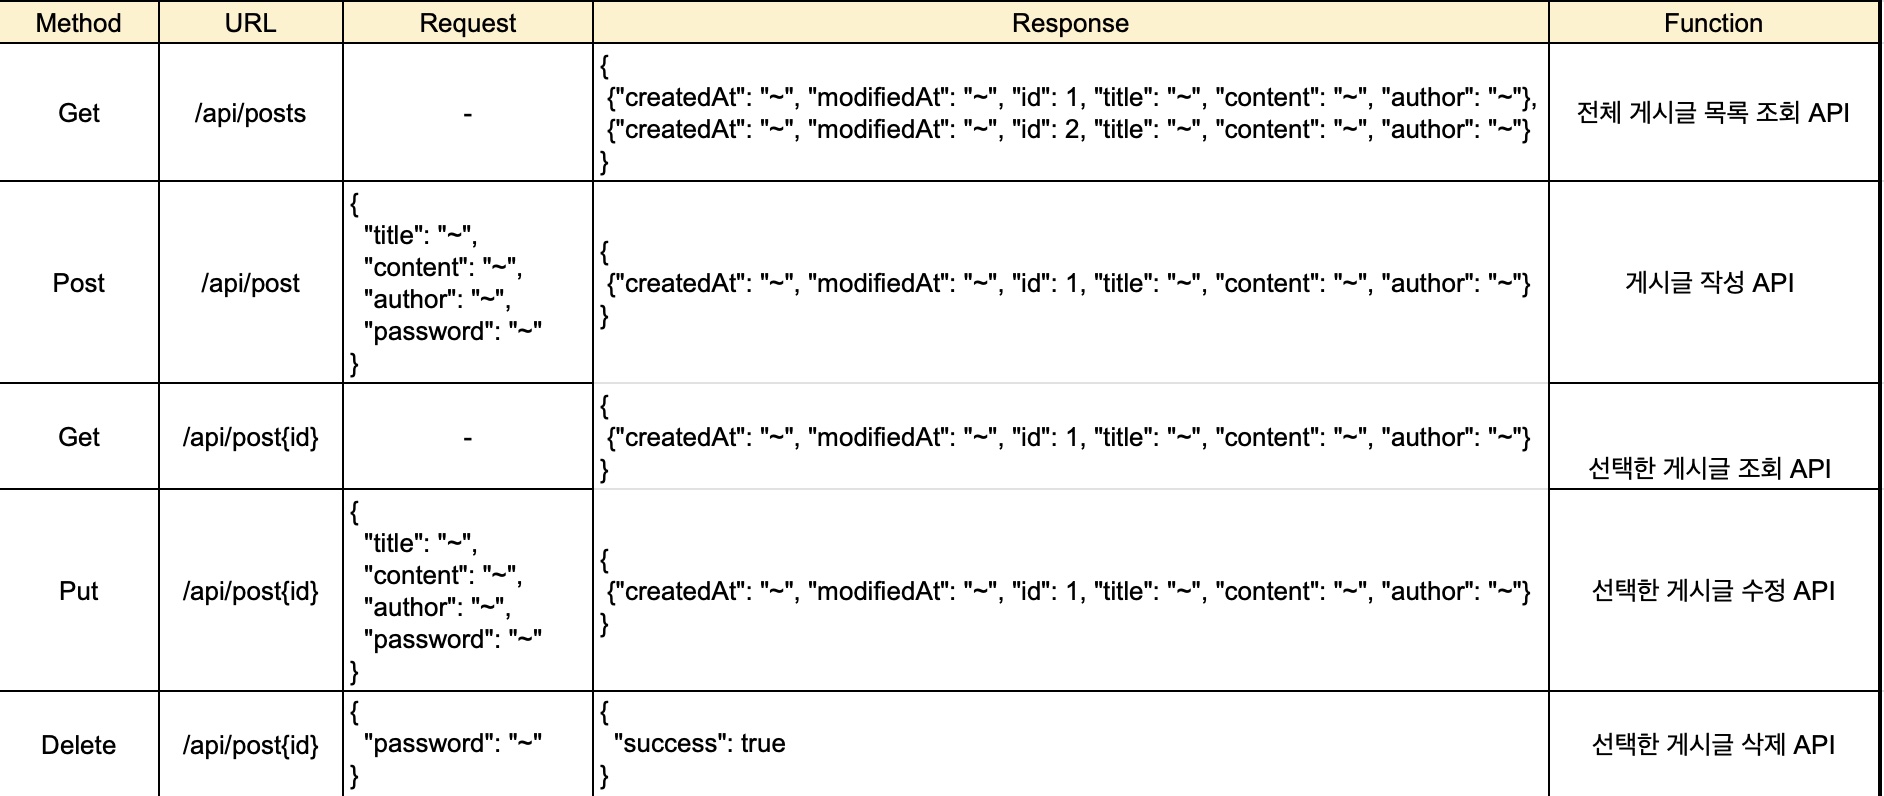 Method URL Request Response Function
Get /api/posts - {
{"createdAt": "~", "modifiedAt": "~", "id": 1, "title": "~", "content": "~", "author": "~"},
{"createdAt": "~", "modifiedAt": "~", "id": 2, "title": "~", "content": "~", "author": "~"}
}
전체 게시글 목록 조회 API
Post /api/post {
"title": "~",
"content": "~",
"author": "~",
"password": "~"
}
{
{"createdAt": "~", "modifiedAt": "~", "id": 1, "title": "~", "content": "~", "author": "~"}
}
게시글 작성 API
Get /api/post{id} - {
{"createdAt": "~", "modifiedAt": "~", "id": 1, "title": "~", "content": "~", "author": "~"}
}
선택한 게시글 조회 API
Put /api/post{id} {
"title": "~",
"content": "~",
"author": "~",
"password": "~"
}
{
{"createdAt": "~", "modifiedAt": "~", "id": 1, "title": "~", "content": "~", "author": "~"}
}
선택한 게시글 수정 API
Delete /api/post{id} {
"password": "~"
}
{
"success": true
}
선택한 게시글 삭제 API